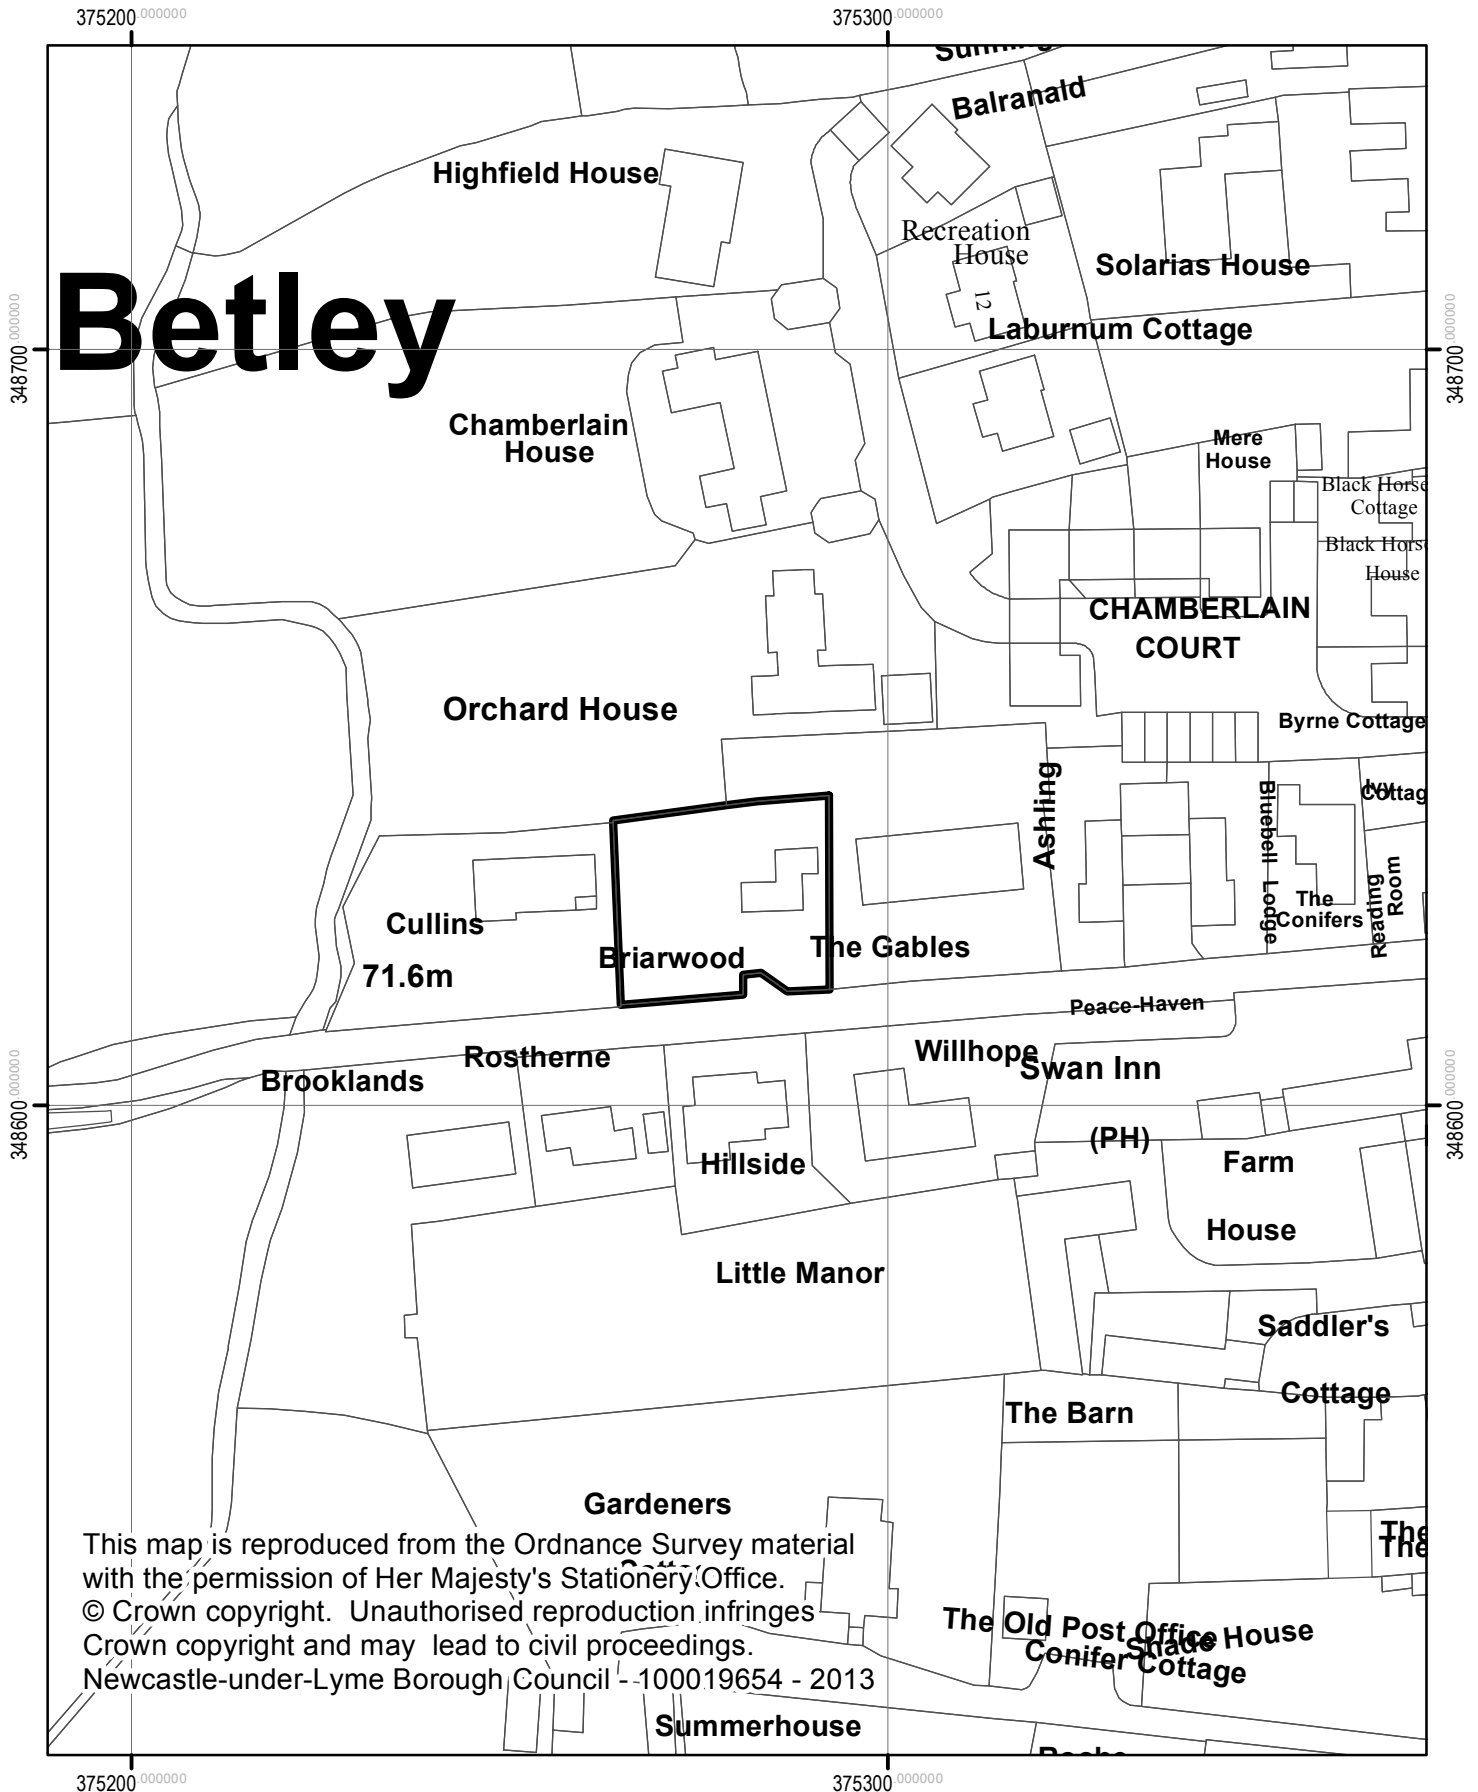 375200.000000
375300.000000
Balranald
Highfield House
Recreation
House
Solarias House
Betley
12
348700.000000
348700.000000
Laburnum Cottage
Chamberlain
House
Mere
House
Black Horse
Cottage
Black Horse
House
CHAMBERLAIN
COURT
Orchard House
Byrne Cottage
Ashling
Bluebell Lodge
Ivy
Cottag
The
Conifers
Reading
Room
Cullins
Briarwood
The Gables
71.6m
Peace-Haven
Rostherne
Willhope
Swan Inn
Brooklands
348600.000000
348600.000000
(PH)
Hillside
Farm
House
Little Manor
Saddler's
Cottage
The Barn
Gardeners
The
The
This map is reproduced from the Ordnance Survey material
with the permission of Her Majesty's Stationery Office.
© Crown copyright. Unauthorised reproduction infringes
Crown copyright and may lead to civil proceedings.
Newcastle-under-Lyme Borough Council - 100019654 - 2013
The Old Post Office
Shade House
Conifer Cottage
Summerhouse
375200.000000
375300.000000